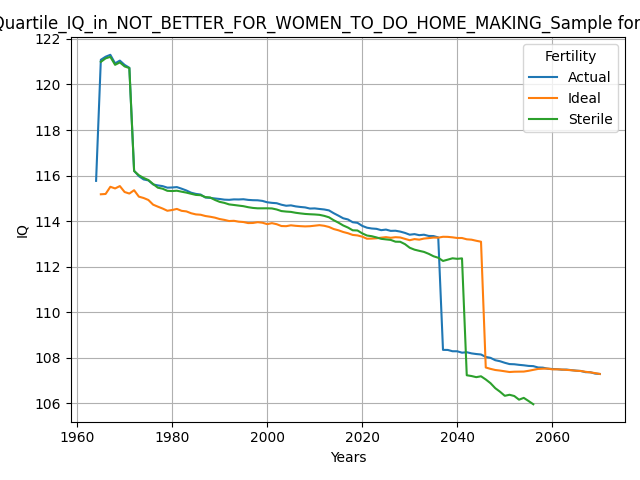 Quartile_IQ_in_NOT_BETTER_FOR_WOMEN_TO_DO_HOME_MAKING_Sample for
122
120
118
116
114
112
110
108
106
IQ
Fertility
Actual
Ideal
Sterile
1960
1980
2000
2020
2040
2060
Years